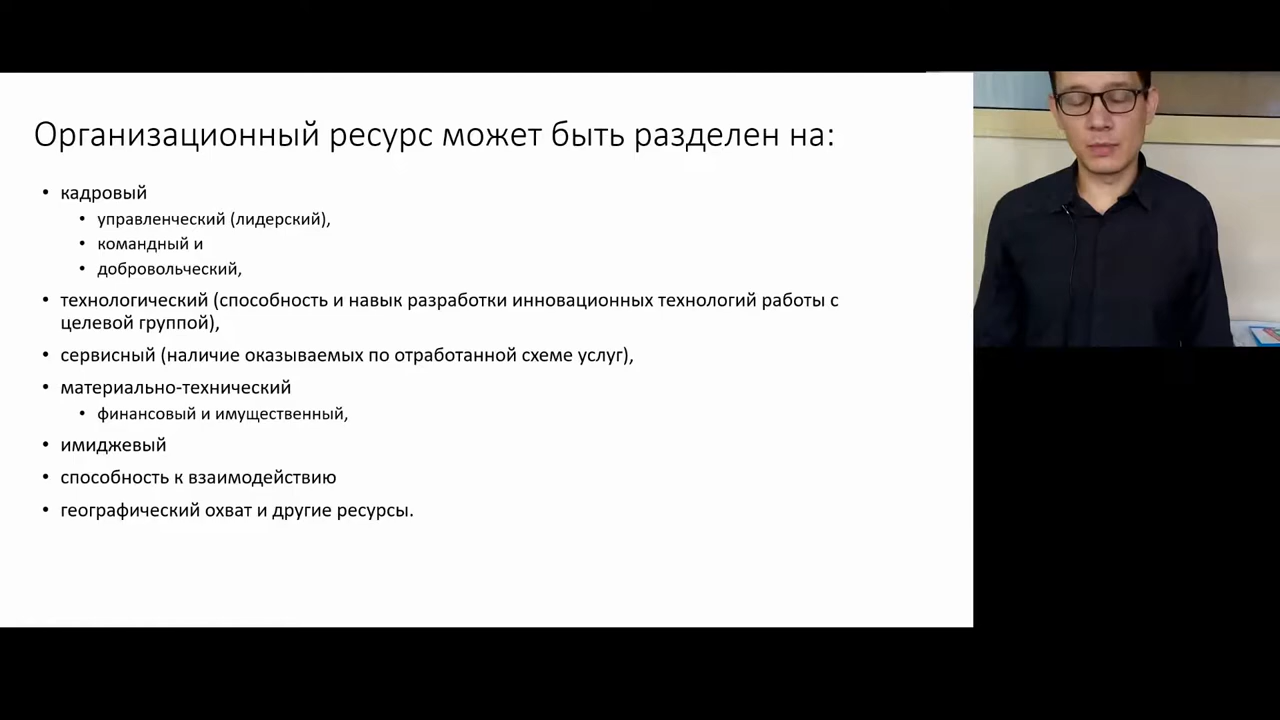 Организационный ресурс может быть разделен на:
• кадровый
• управленческий (лидерский),
• командный и
• добровольческий,
• технологический (способность и навык разработки инновационных технологий работы с
целевой группой),
• сервисный (наличие оказываемых по отработанной схеме услуг),
• материально-технический
• финансовый и имущественный,
• имиджевый
• способность к взаимодействию
• географический охват и другие ресурсы.